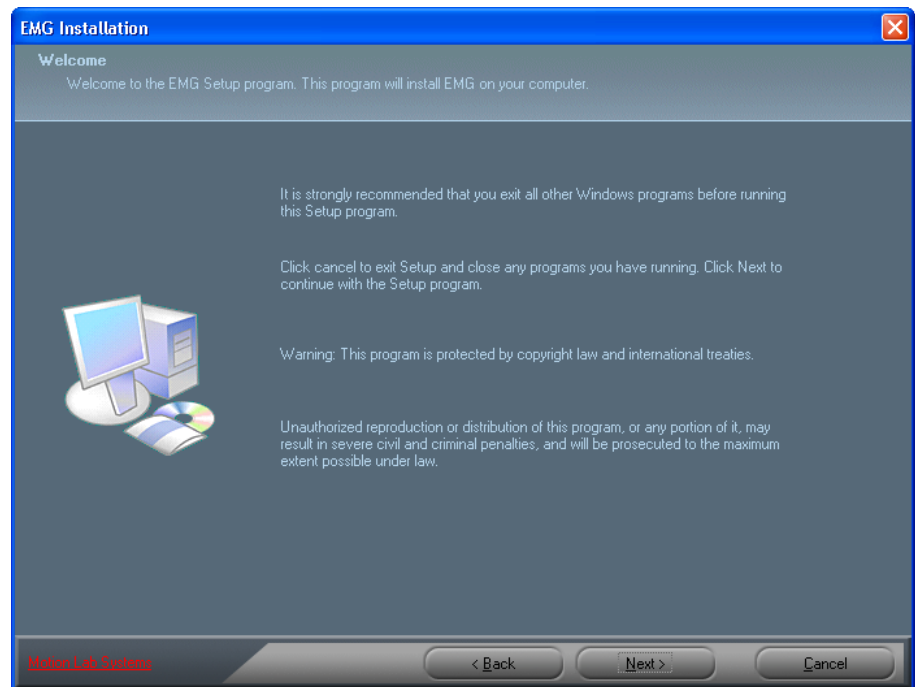 EMG Installation
Welcome
Welcome to the EMG Setup program. This program will install EMG on your computer.
It is strongly recommended that you exit all other Windows programs before running
this Setup program.
Click cancel to exit Setup and close any programs you have running. Click Next to
continue with the Setup program.
Warning: This program is protected by copyright law and international treaties.
Unauthorized reproduction or distribution of this program, or any portion of it, may
result in severe civil and criminal penalties, and will be prosecuted to the maximum
extent possible under law.
Motion Lab Systems
< Back
Next >
Cancel